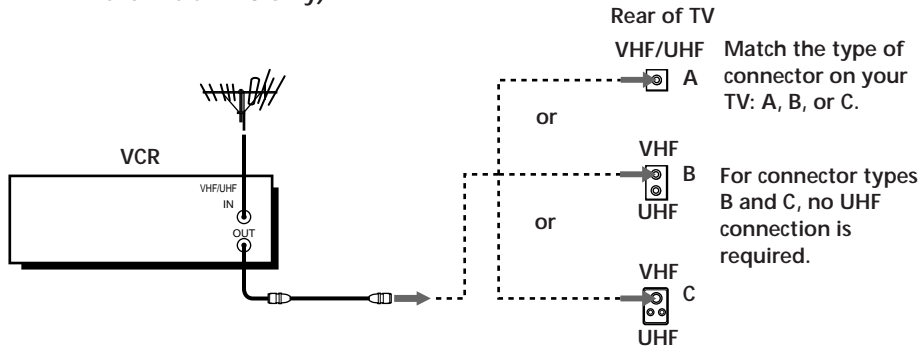 Rear of TV
VHF/UHF
A
Match the type of
connector on your
TV: A, B, or C.
or
VCR
VHF/UHF
IN
OUT
VHF
B
UHF
For connector types
B and C, no UHF
connection is
required.
or
VHF
C
UHF